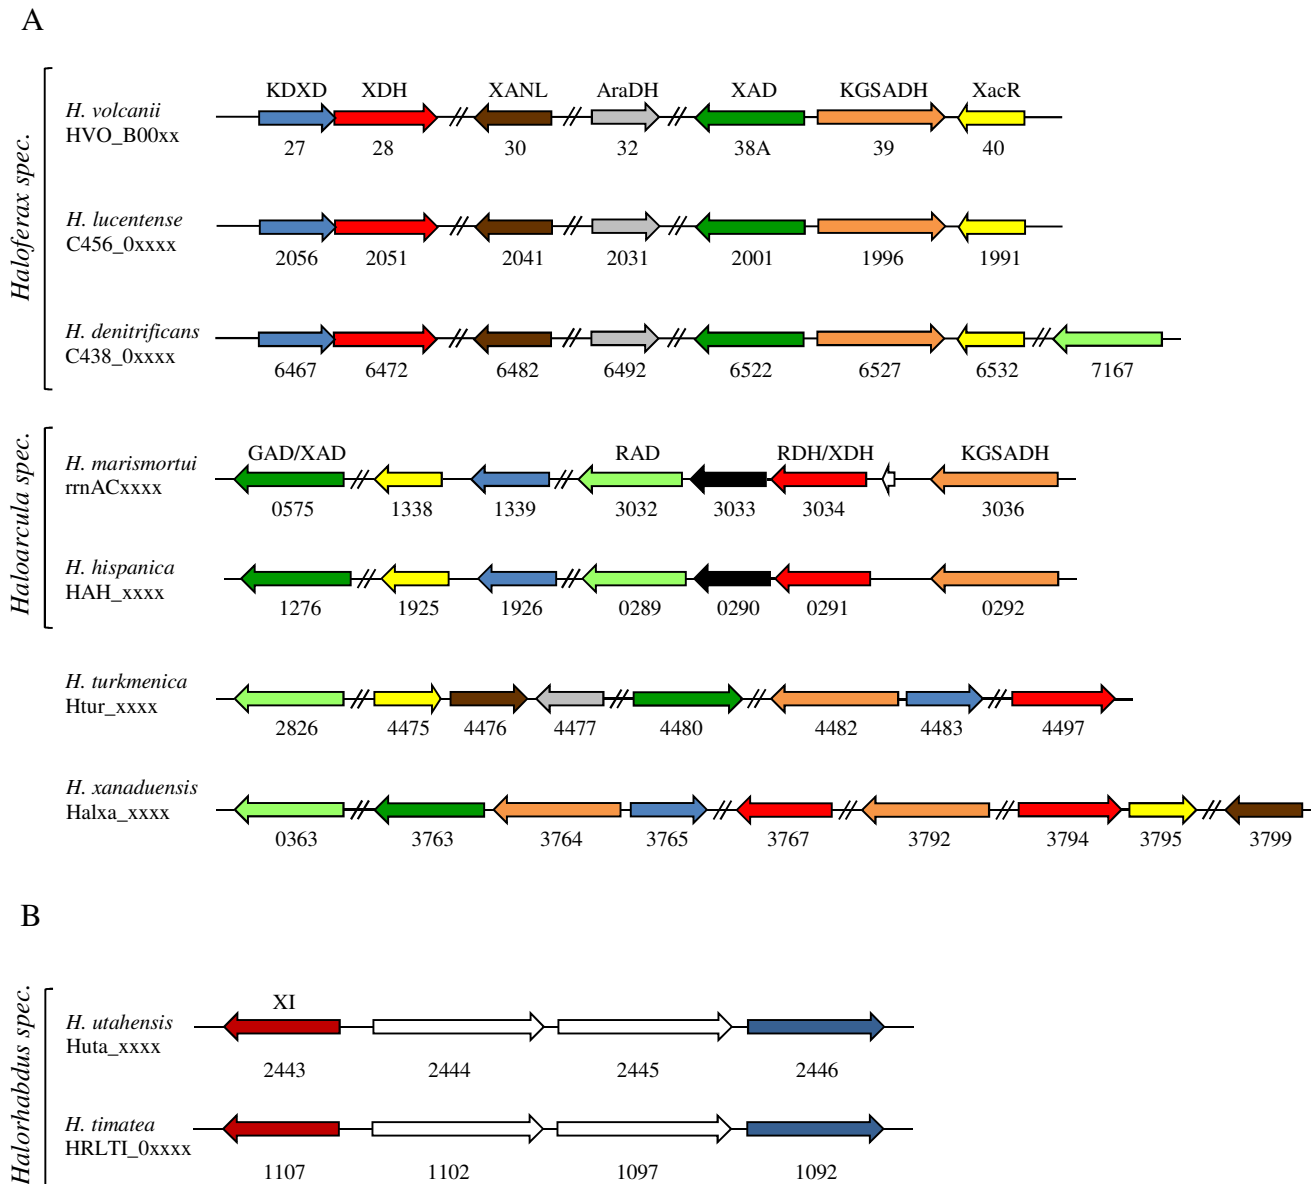 A
Haloferax spec.
KDXD XDH XANL AraDH XAD KGSADH XacR
H. volcanii
HVO_B00xx
27 28 30 32 38A 39 40
H. lucentense
C456_0xxxx
2056 2051 2041 2031 2001 1996 1991
H. denitrificans
C438_0xxxx
6467 6472 6482 6492 6522 6527 6532 7167
Haloarcula spec.
GAD/XAD RAD RDH/XDH KGSADH
H. marismortui
rrnACxxxx
0575 1338 1339 3032 3033 3034 3036
H. hispanica
HAH_xxxx
1276 1925 1926 0289 0290 0291 0292
H. turkmenica
Htur_xxxx
2826 4475 4476 4477 4480 4482 4483 4497
H. xanaduensis
Halxa_xxxx
0363 3763 3764 3765 3767 3792 3794 3795 3799
B
Halorhabdus spec.
XI
H. utahensis
Huta_xxxx
2443 2444 2445 2446
H. timatea
HRLTI_0xxxx
1107 1102 1097 1092